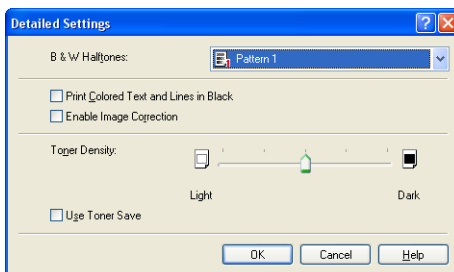 Detailed Settings
B & W Halftones: Pattern 1
Print Colored Text and Lines in Black
Enable Image Correction
Toner Density:
Light Dark
Use Toner Save
OK Cancel Help